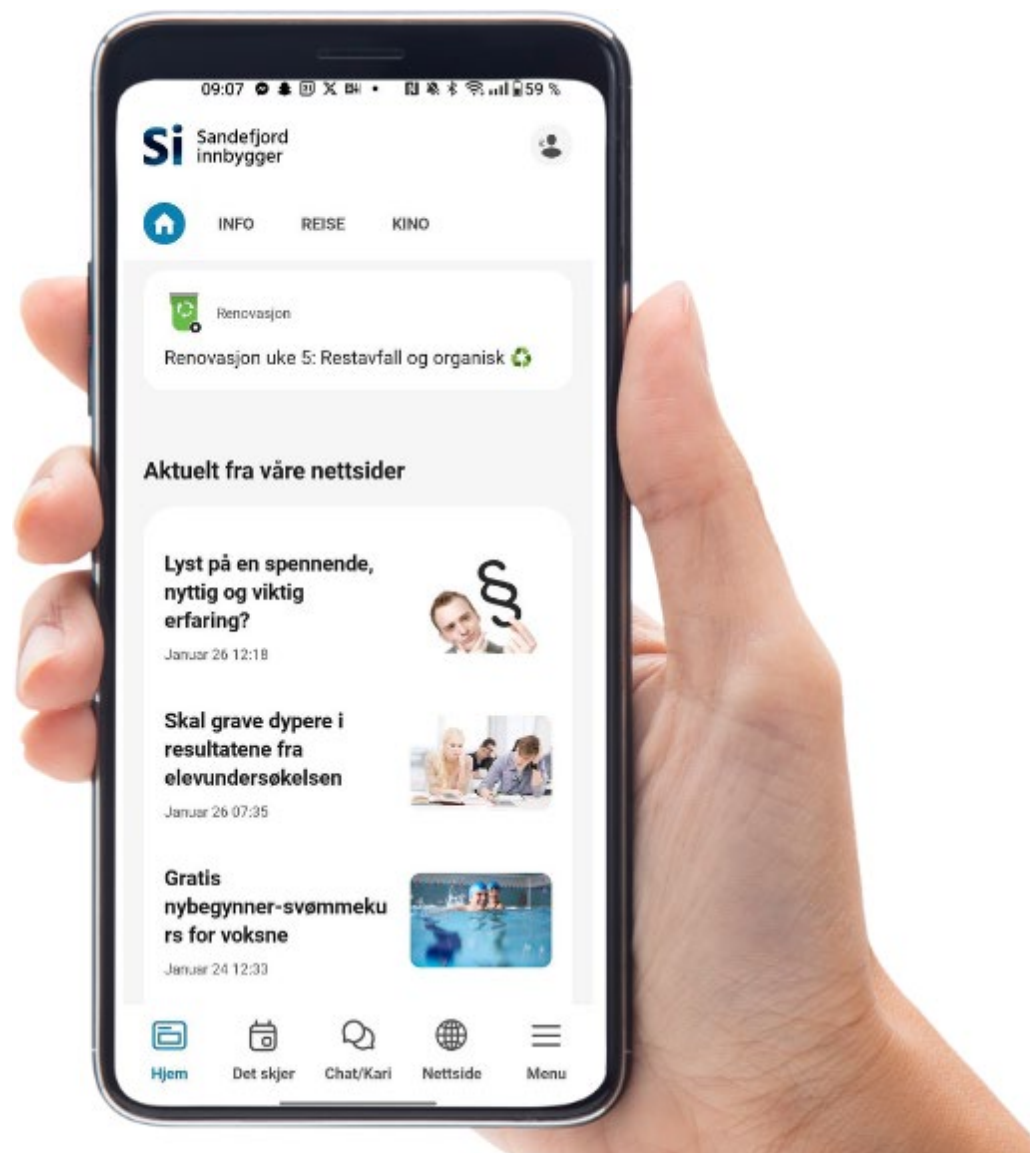 09:07
59 %
Si Sandefjord
innbygger
INFO REISE KINO
Renovasjon
Renovasjon uke 5: Restavfall og organisk
Aktuelt fra våre nettsider
Lyst på en spennende,
nyttig og viktig
erfaring?
Januar 26 12:18
§
Skal grave dypere i
resultatene fra
elevundersøkelsen
Januar 26 07:35
Gratis
nybegynner-svømmeku
rs for voksne
Januar 24 12:33
Hjem Det skjer Chat/Kari Nettside Menu